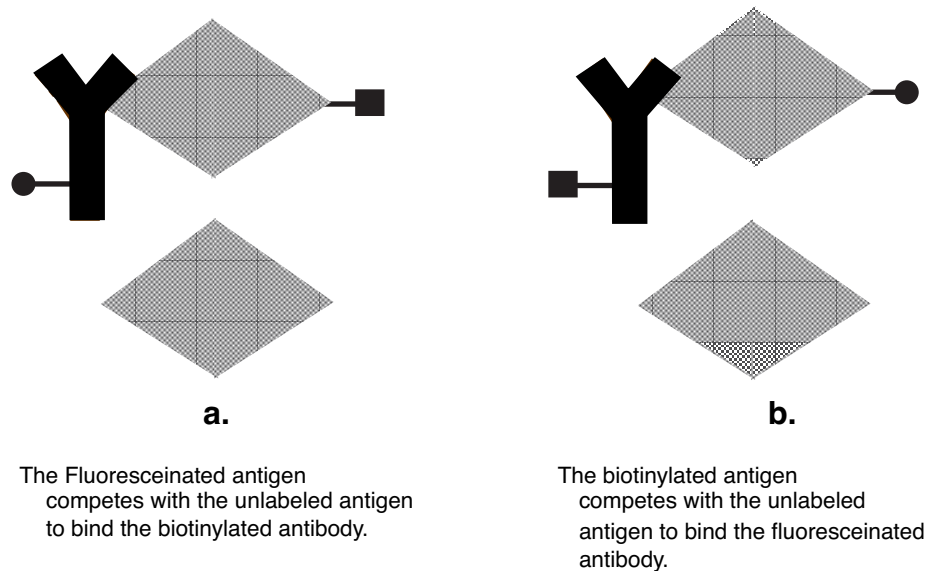 a.
The Fluoresceinated antigen
competes with the unlabeled antigen
to bind the biotinylated antibody.
b.
The biotinylated antigen
competes with the unlabeled
antigen to bind the fluoresceinated
antibody.